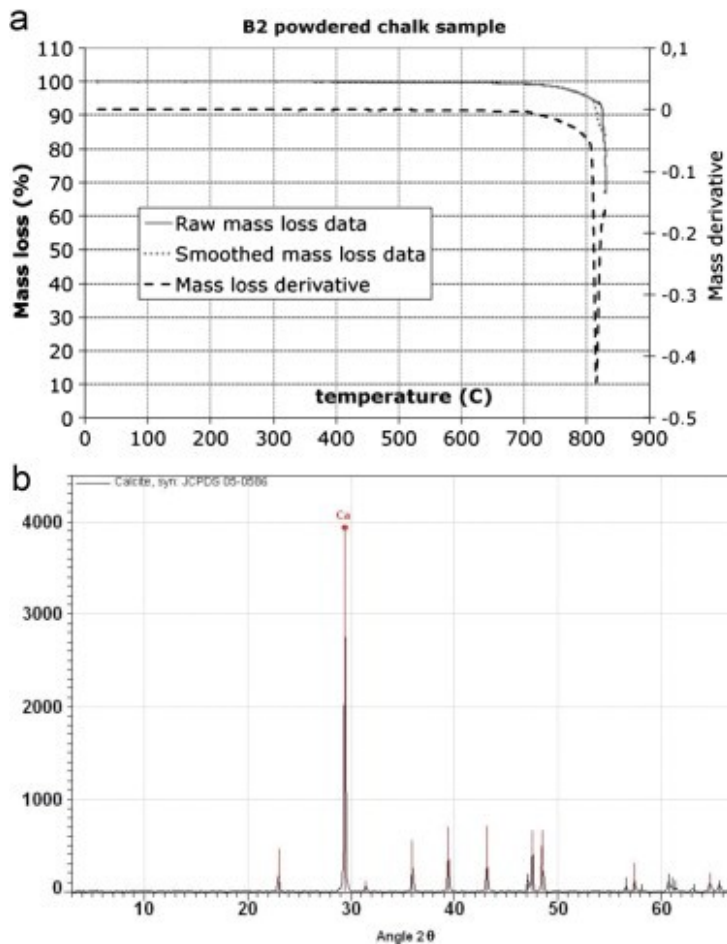 a
B2 powdered chalk sample
110
100
90
80
70
60
50
40
30
20
10
0
Mass loss (%)
0,1
0
-0.1
-0.2
-0.3
-0.4
-0.5
Mass derivative
Raw mass loss data
Smoothed mass loss data
Mass loss derivative
temperature (C)
0 100 200 300 400 500 600 700 800 900
b
Calcite, syn: JCPDS 05-0586
Ca
4000
3000
2000
1000
0
10 20 30 40 50 60
Angle 2θ